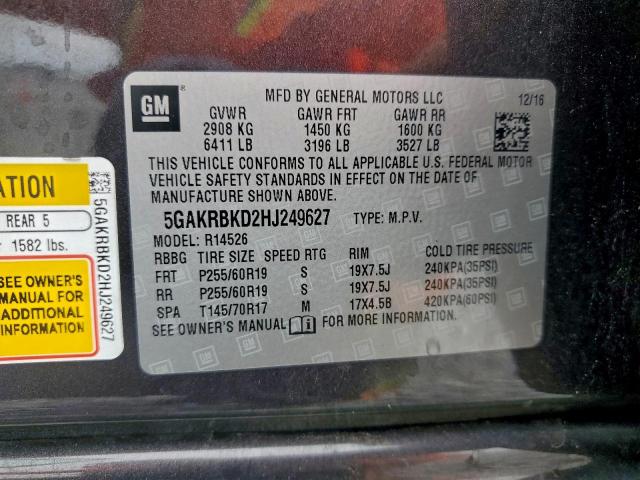 GM
®
MFD BY GENERAL MOTORS LLC 12/16
GVWR GAWR FRT GAWR RR
2908 KG 1450 KG 1600 KG
6411 LB 3196 LB 3527 LB
THIS VEHICLE CONFORMS TO ALL APPLICABLE U.S. FEDERAL MOTOR
VEHICLE SAFETY STANDARDS IN EFFECT ON THE DATE OF
MANUFACTURE SHOWN ABOVE.
5GAKRBKD2HJ249627 TYPE: M.P.V.
MODEL: R14526
RBBG TIRE SIZE SPEED RTG RIM COLD TIRE PRESSURE
FRT P255/60R19 S 19X7.5J 240KPA(35PSI)
RR P255/60R19 S 19X7.5J 240KPA(35PSI)
SPA T145/70R17 M 17X4.5B 420KPA(60PSI)
SEE OWNER'S MANUAL FOR MORE INFORMATION.
REAR 5
1582 lbs.
SEE OWNER'S
MANUAL FOR
ADDITIONAL
INFORMATION
5GAKRBKD2HJ249627